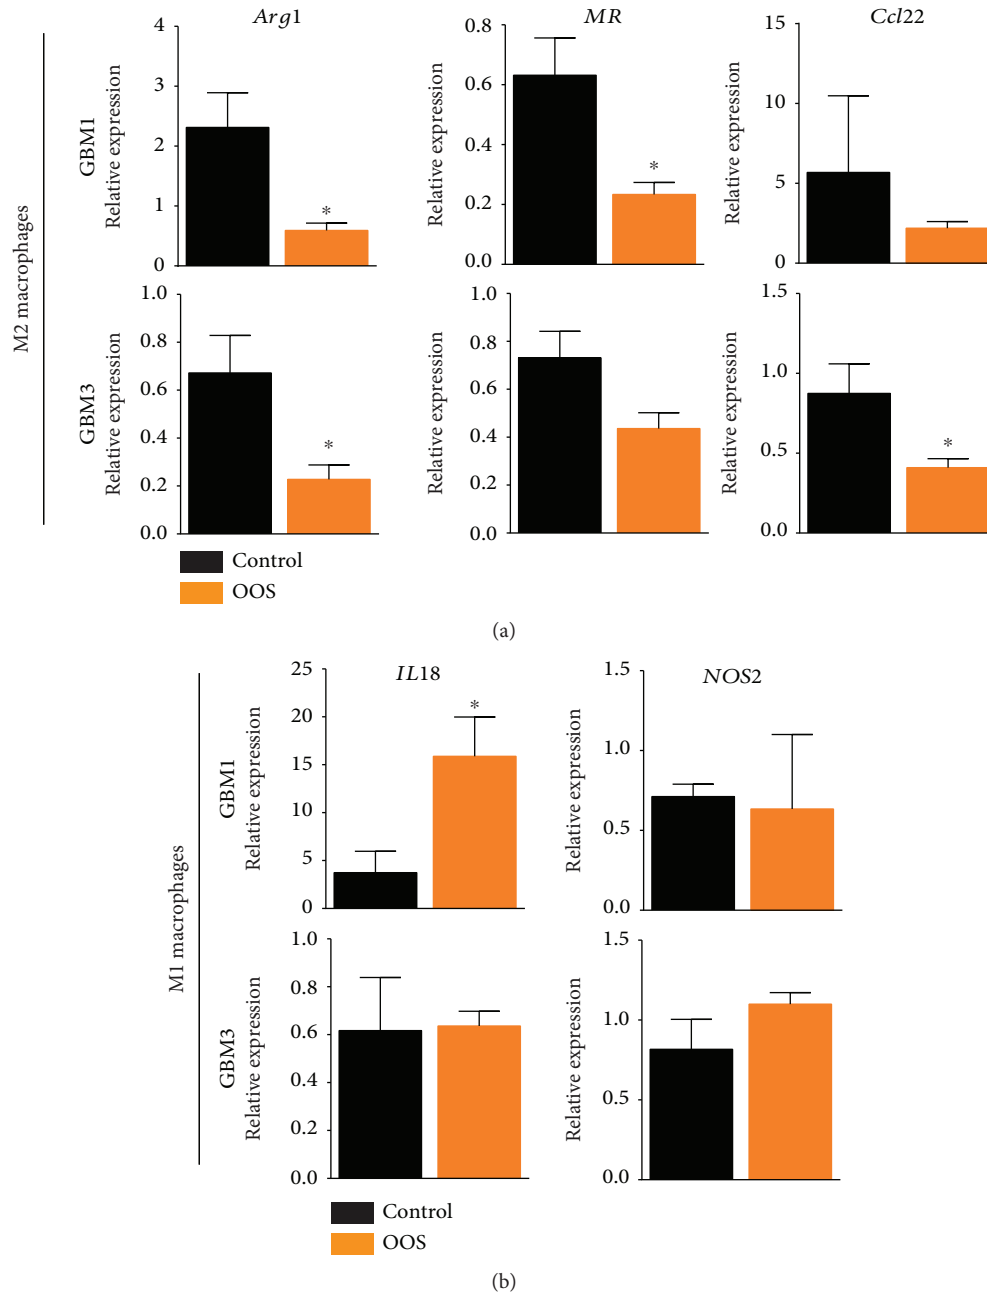 Arg1
MR
Ccl22
M2 macrophages
GBM1
Relative expression
4
3
2
1
0
*
Relative expression
0.8
0.6
0.4
0.2
0.0
*
Relative expression
15
10
5
0
GBM3
Relative expression
1.0
0.8
0.6
0.4
0.2
0.0
*
Relative expression
1.0
0.8
0.6
0.4
0.2
0.0
Relative expression
1.5
1.0
0.5
0.0
*
Control
OOS
(a)
IL18
NOS2
M1 macrophages
GBM1
Relative expression
25
20
15
10
5
0
*
Relative expression
1.5
1.0
0.5
0.0
GBM3
Relative expression
1.0
0.8
0.6
0.4
0.2
0.0
Relative expression
1.5
1.0
0.5
0.0
Control
OOS
(b)